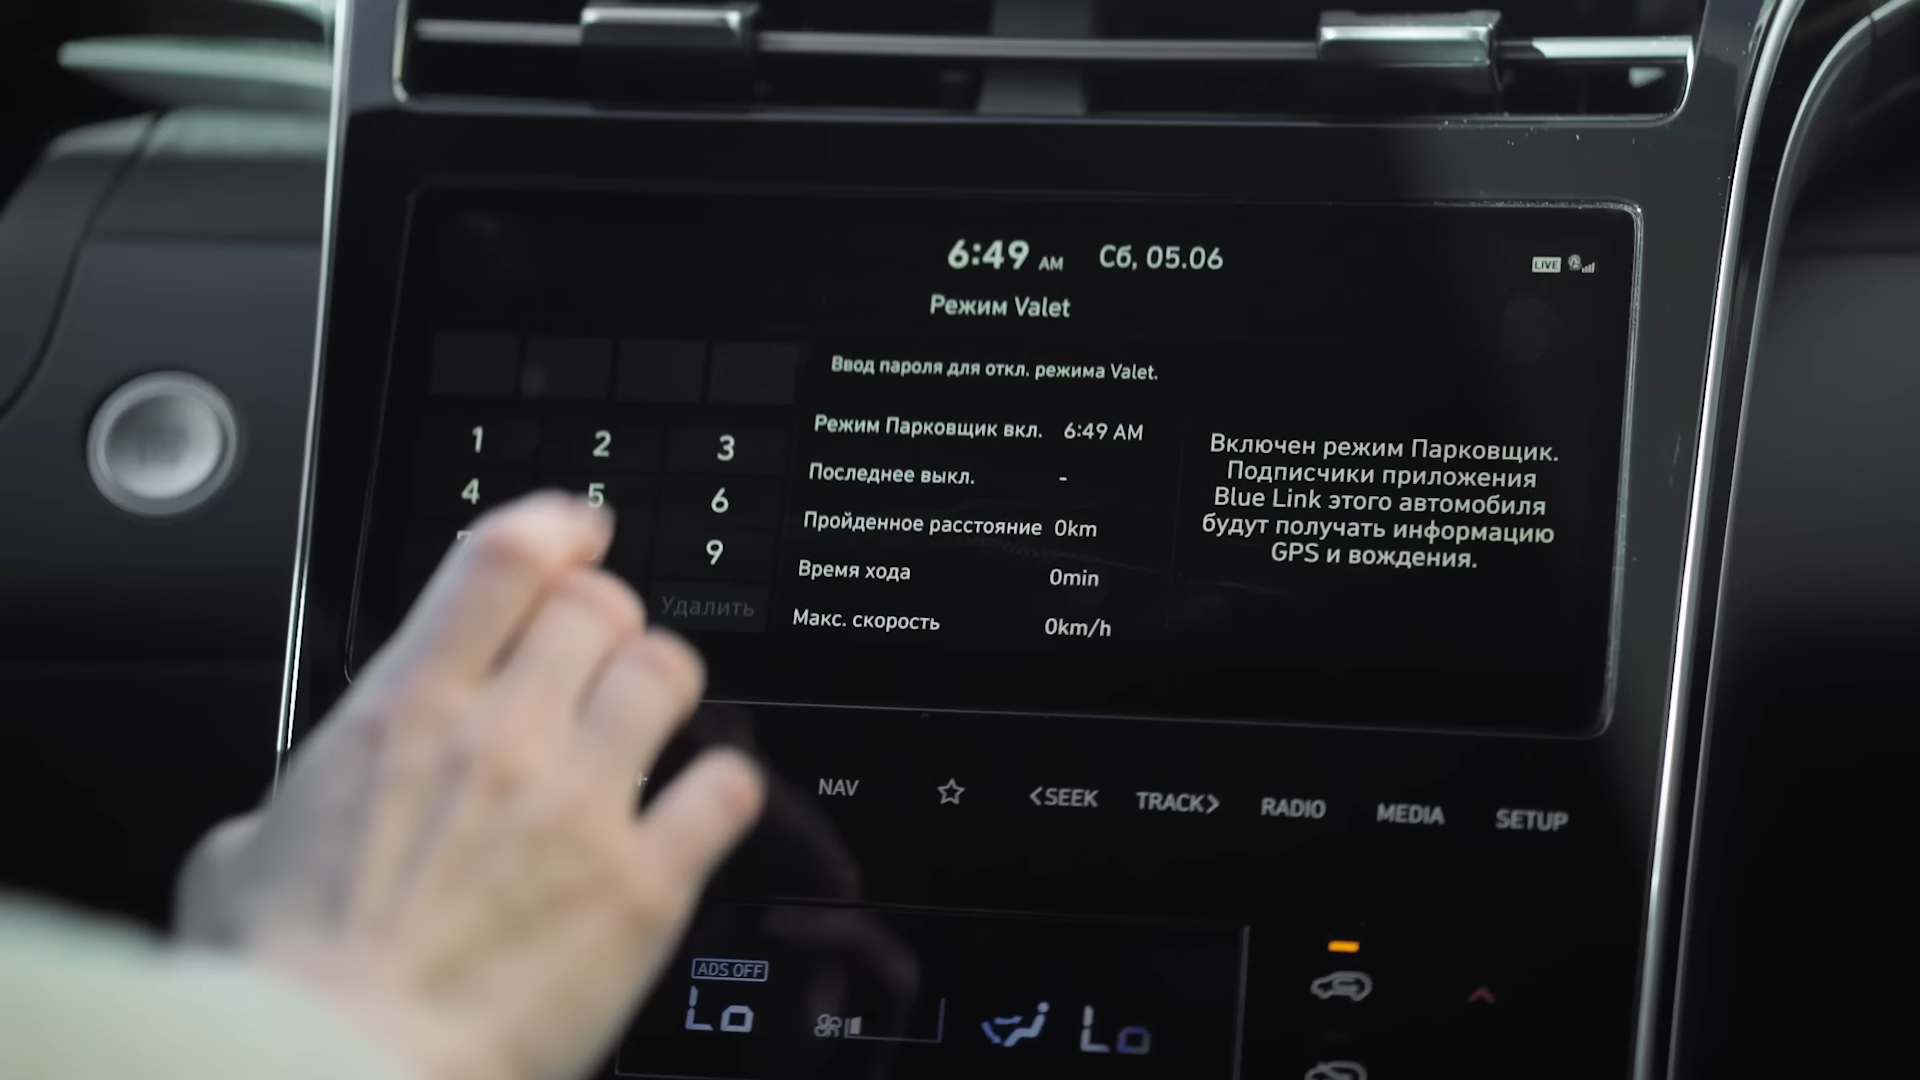 6:49 AM Сб, 05.06
LIVE
Режим Valet
Ввод пароля для откл. режима Valet.
1 2 3
4 5 6
9
Удалить
Режим Парковщик вкл. 6:49 AM
Последнее выкл. -
Пройденное расстояние 0km
Время хода 0min
Макс. скорость 0km/h
Включен режим Парковщик.
Подписчики приложения
Blue Link этого автомобиля
будут получать информацию
GPS и вождения.
NAV <SEEK TRACK> RADIO MEDIA SETUP
ADS OFF
Lo Lo